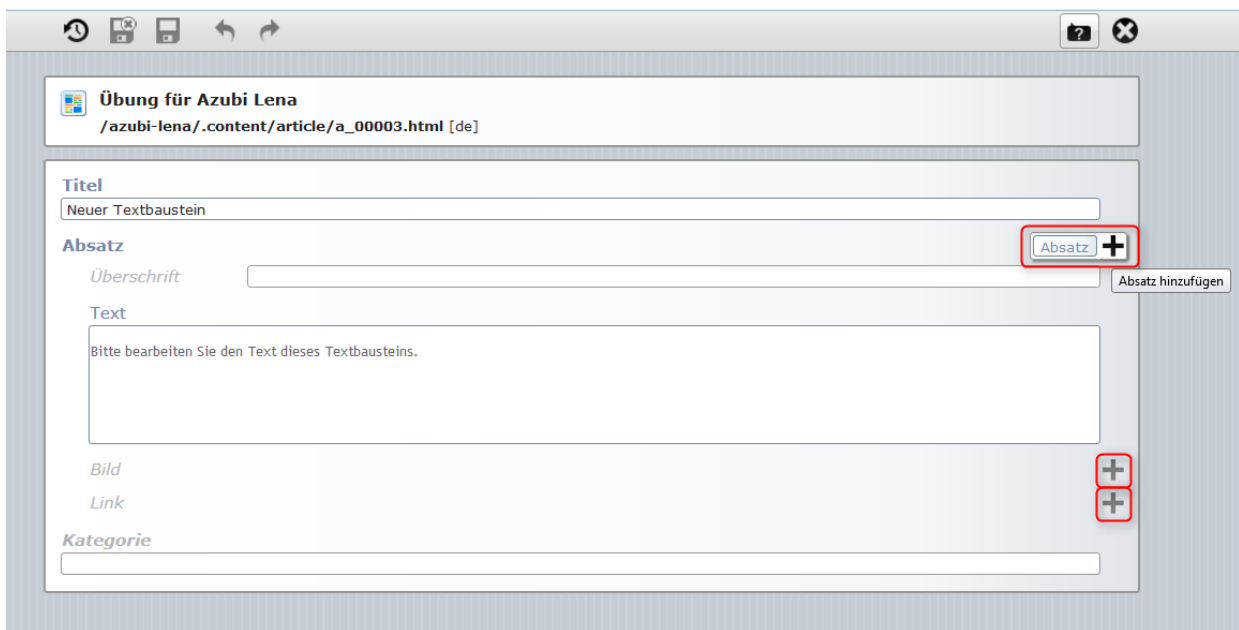 Übung für Azubi Lena
/azubi-lena/.content/article/a_00003.html [de]
Titel
Neuer Textbaustein
Absatz
Absatz
Überschrift
Absatz hinzufügen
Text
Bitte bearbeiten Sie den Text dieses Textbausteins.
Bild
Link
Kategorie